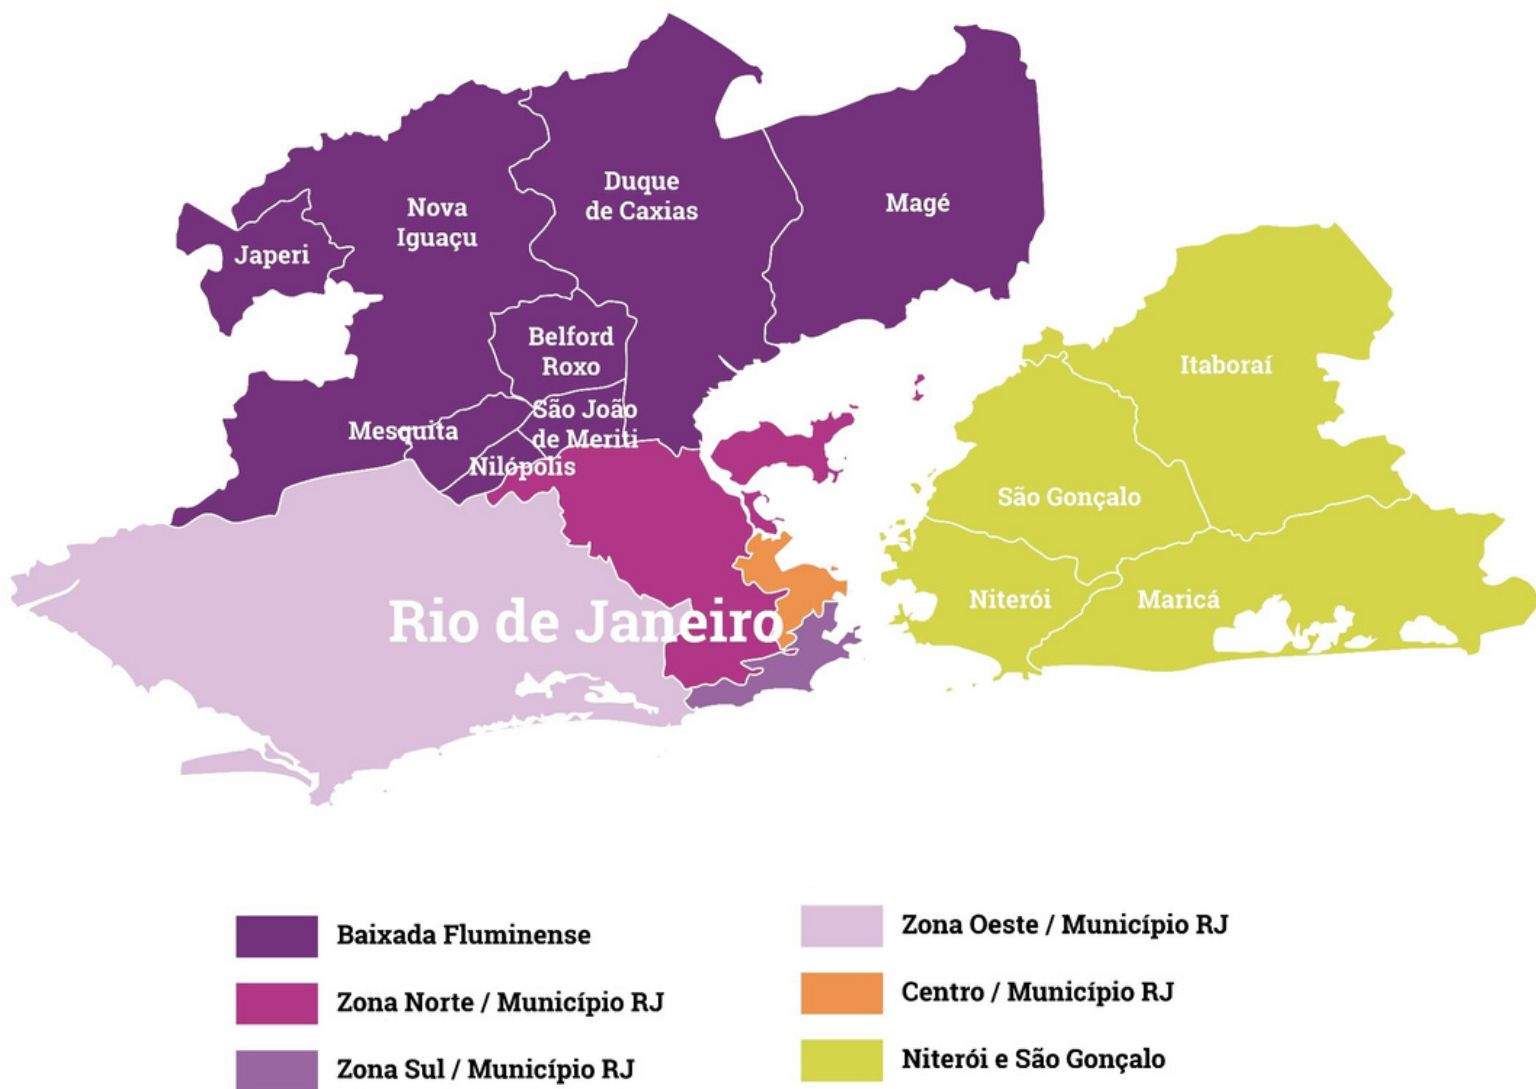 Duque
de Caxias
Magé
Nova
Iguaçu
Japeri
Belford
Roxo
Itaboraí
São João
de Meriti
Mesquita
Nilópolis
São Gonçalo
Niterói
Maricá
Rio de Janeiro
Baixada Fluminense
Zona Norte / Município RJ
Zona Sul / Município RJ
Zona Oeste / Município RJ
Centro / Município RJ
Niterói e São Gonçalo